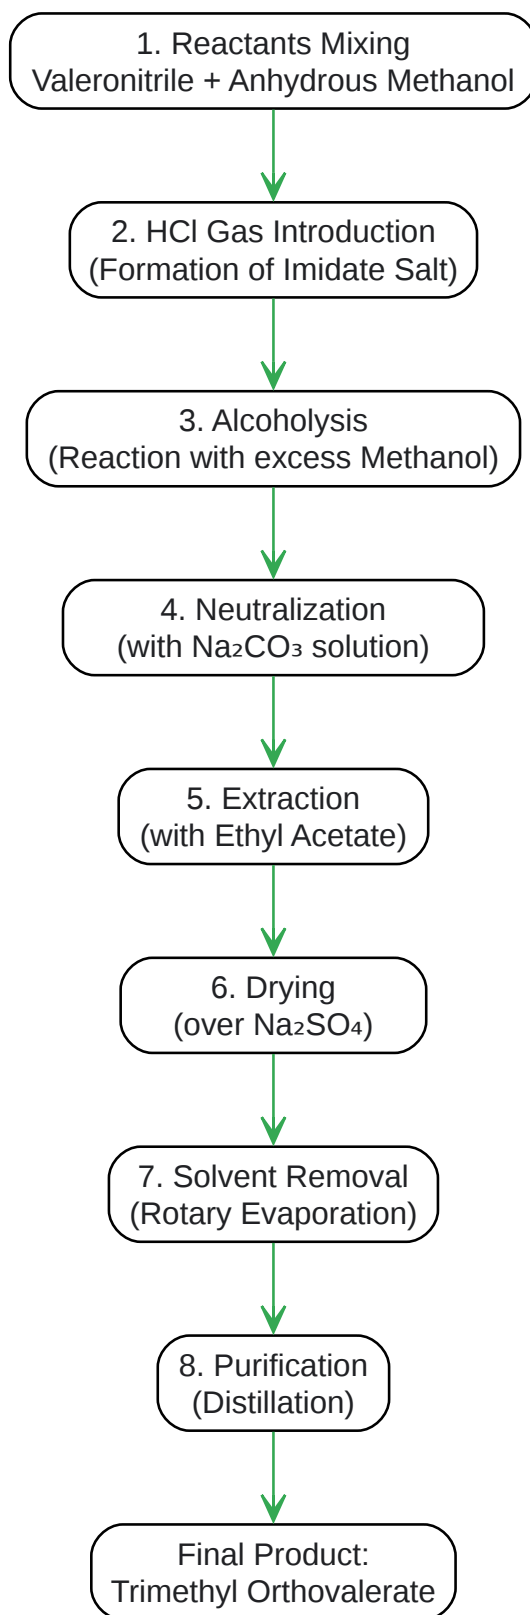 1. Reactants Mixing
Valeronitrile + Anhydrous Methanol
2. HCl Gas Introduction
(Formation of Imidate Salt)
3. Alcoholysis
(Reaction with excess Methanol)
4. Neutralization
(with Na₂CO₃ solution)
5. Extraction
(with Ethyl Acetate)
6. Drying
(over Na₂SO₄)
7. Solvent Removal
(Rotary Evaporation)
8. Purification
(Distillation)
Final Product:
Trimethyl Orthovalerate